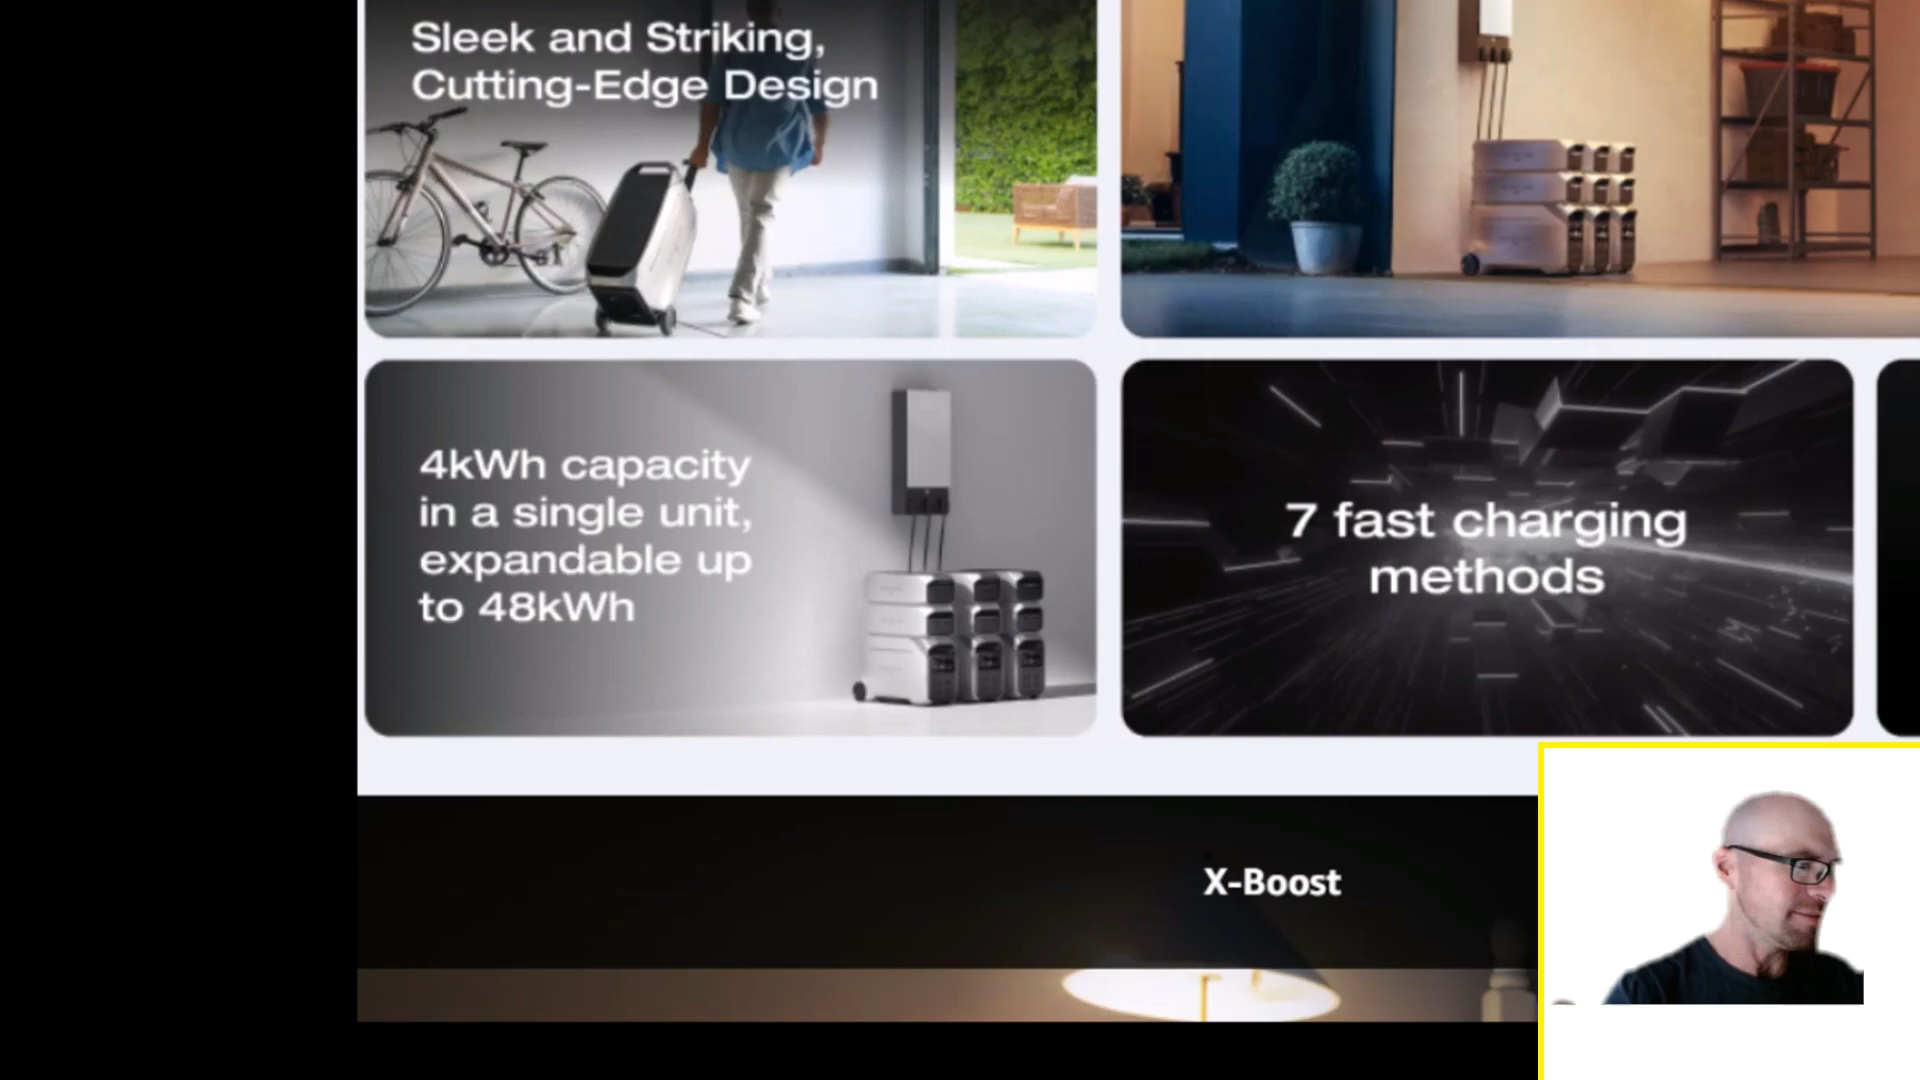 Sleek and Striking,
Cutting-Edge Design
4kWh capacity
in a single unit,
expandable up
to 48kWh
7 fast charging
methods
X-Boost